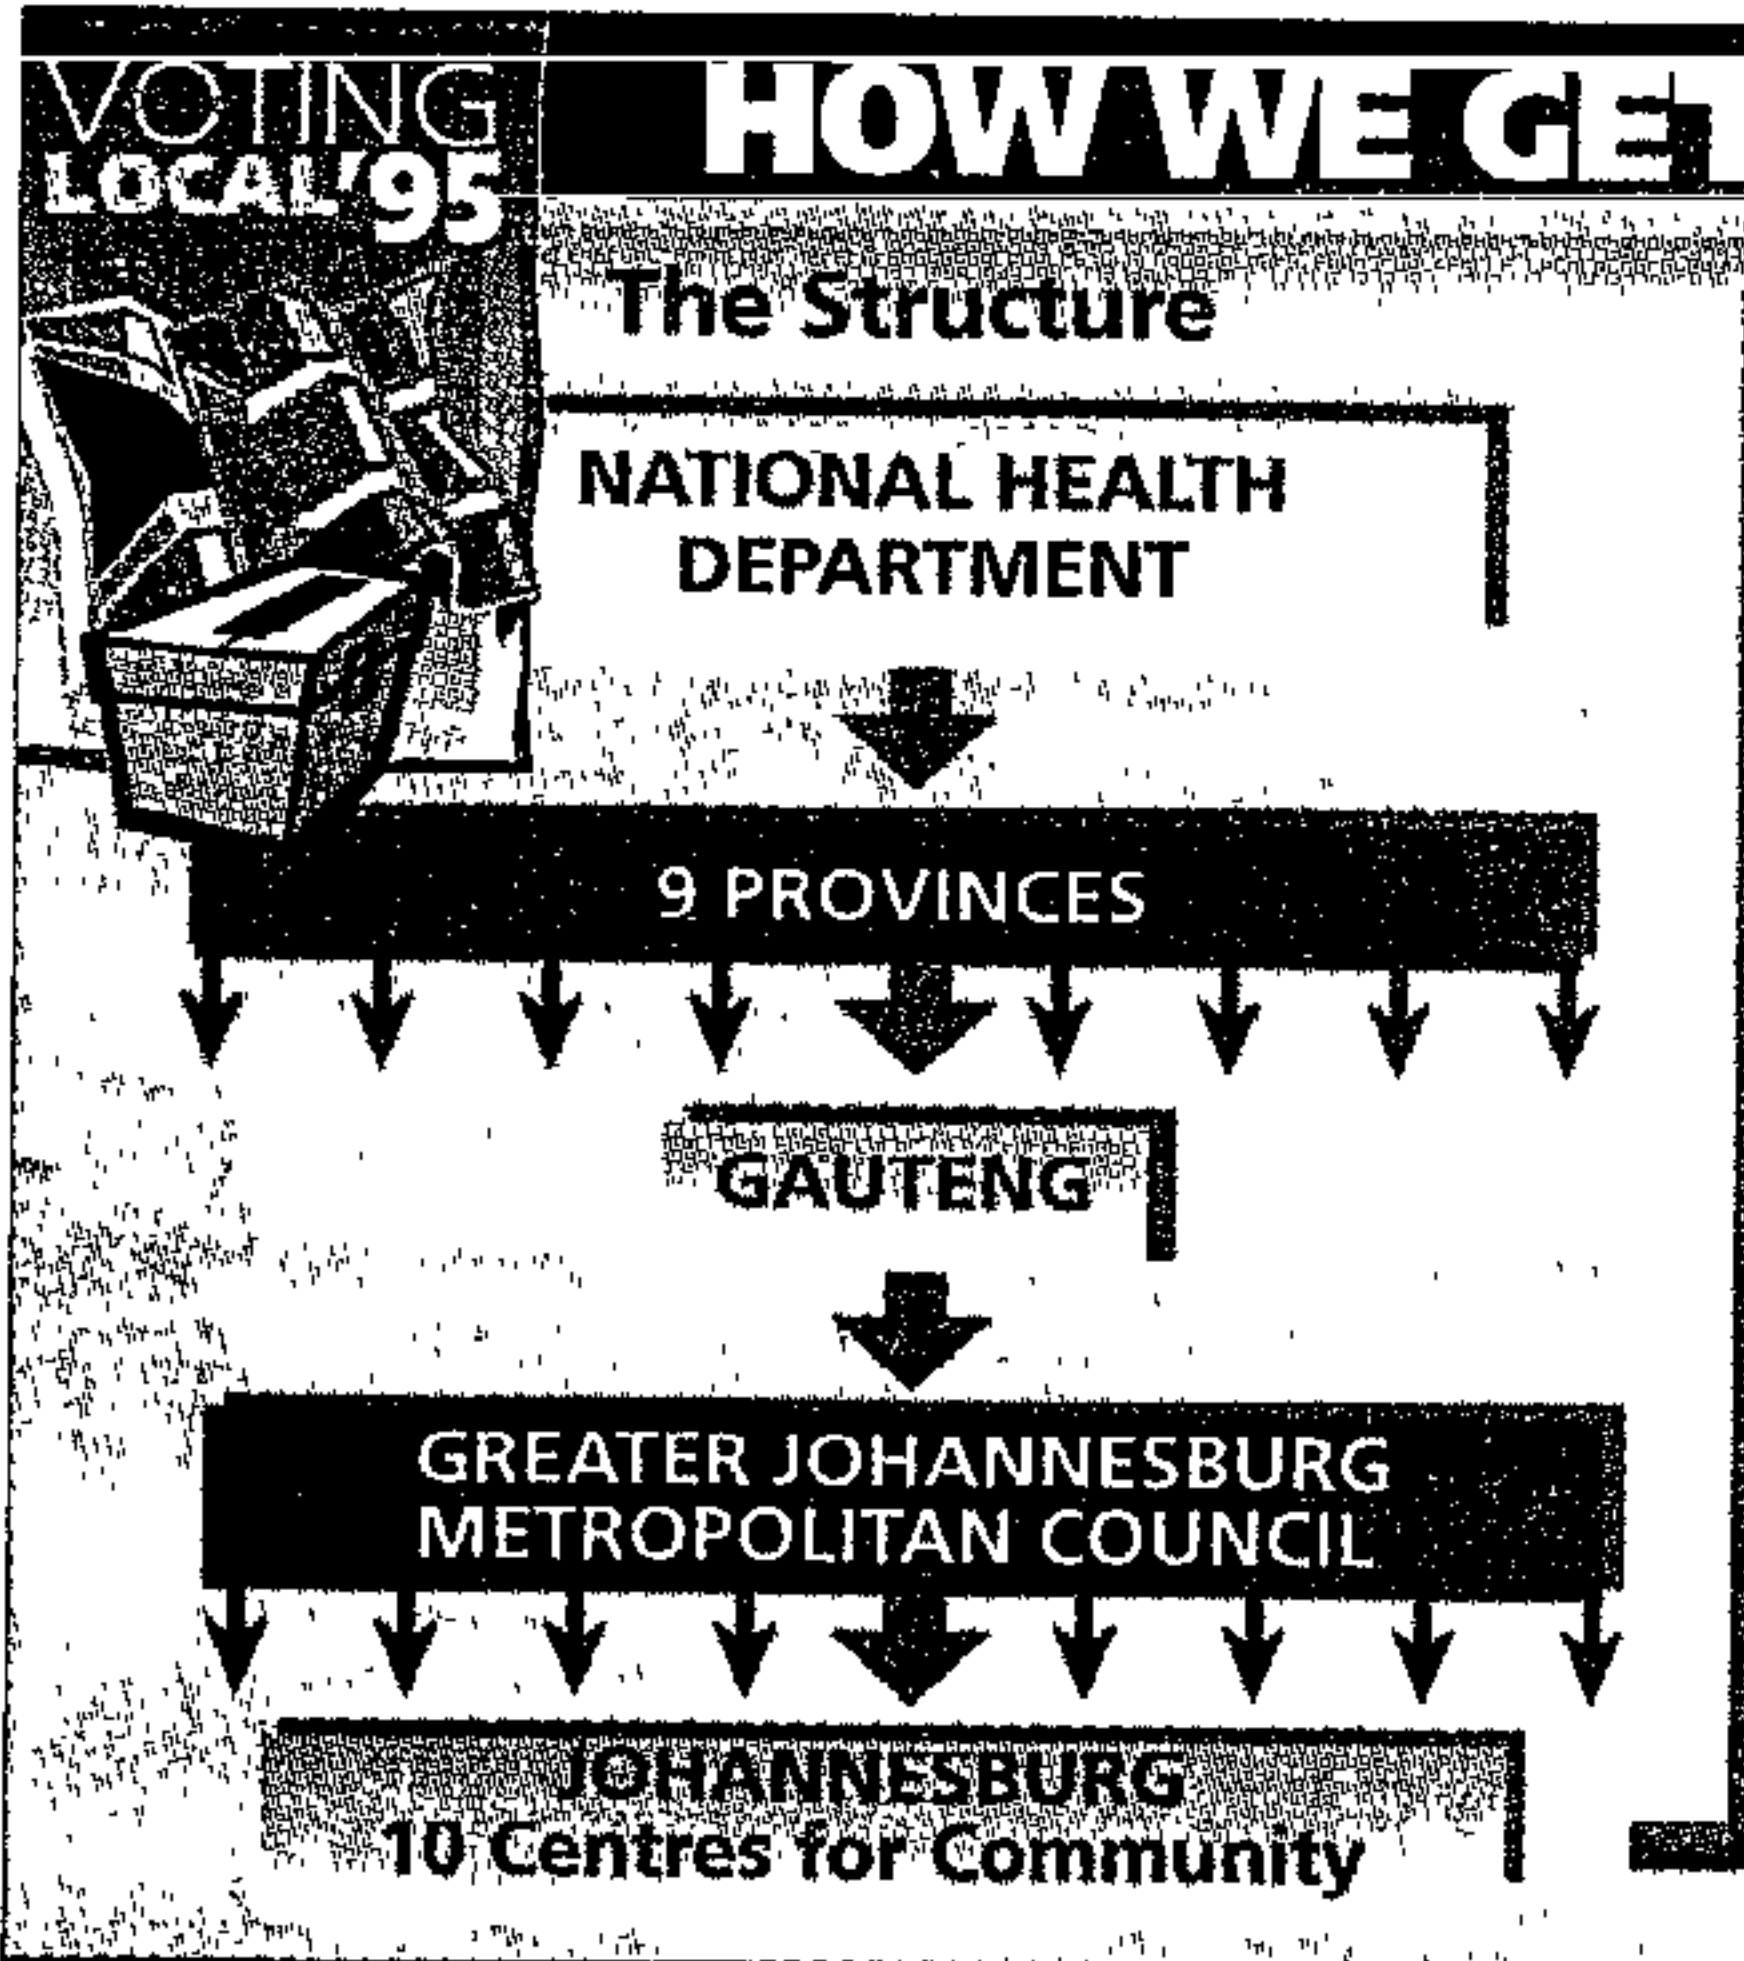 VOTING
LOCAL '95
HOW WE GET
The Structure
NATIONAL HEALTH
DEPARTMENT
9 PROVINCES
GAUTENG
GREATER JOHANNESBURG
METROPOLITAN COUNCIL
JOHANNESBURG
10 Centres for Community